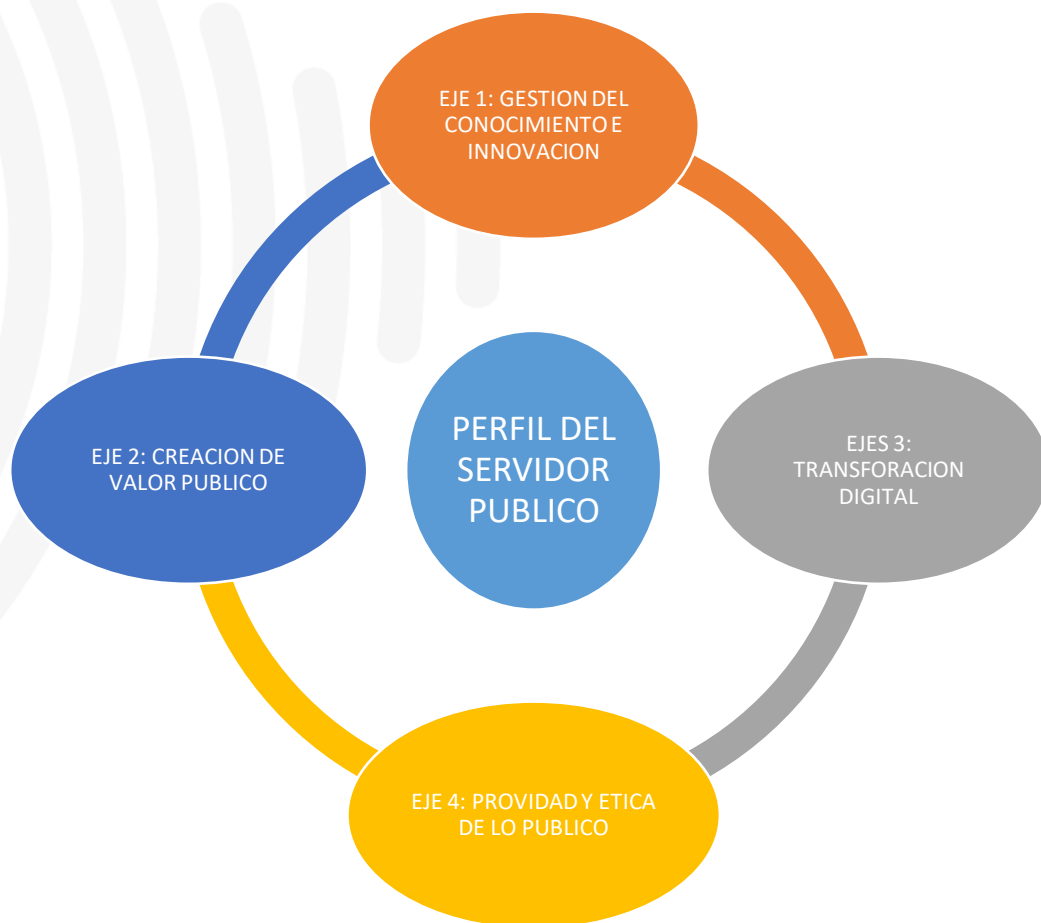 EJE 1: GESTION DEL
CONOCIMIENTO E
INNOVACION
EJE 2: CREACION DE
VALOR PUBLICO
PERFIL DEL
SERVIDOR
PUBLICO
EJES 3:
TRANSFORACION
DIGITAL
EJE 4: PROVIDAD Y ETICA
DE LO PUBLICO